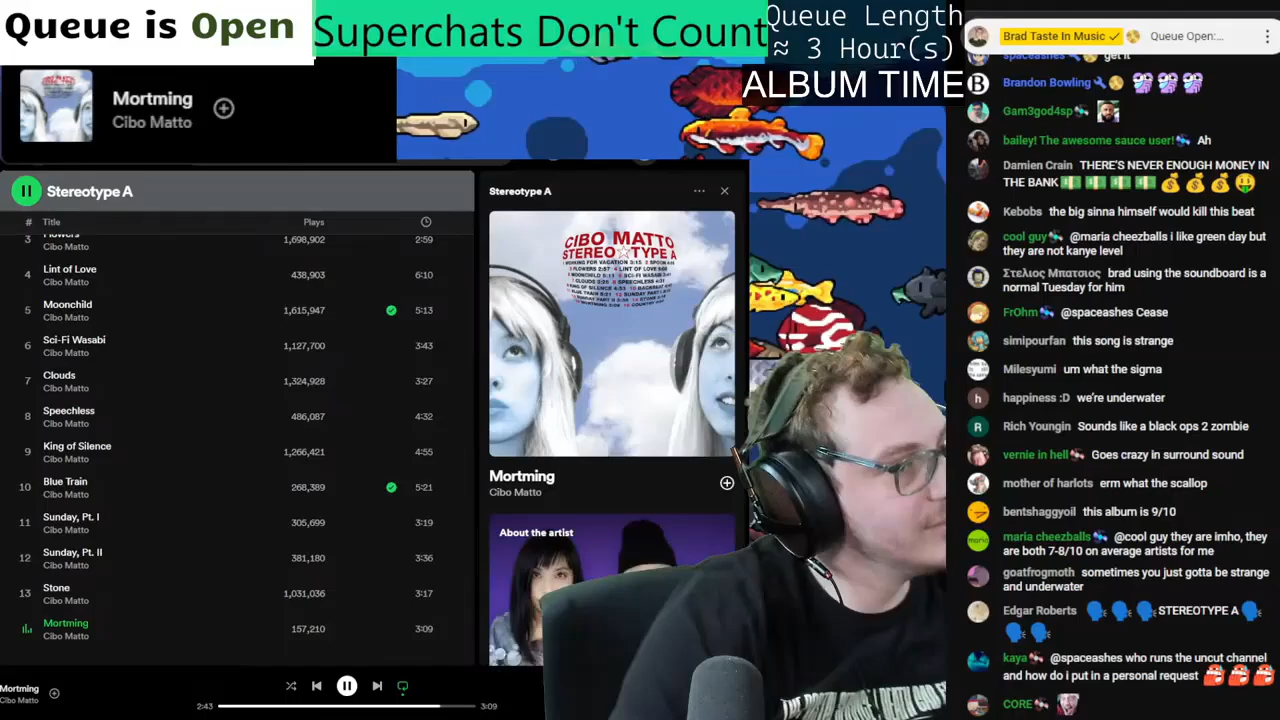 Queue is Open
Superchats Don't Count
Queue Length
≈ 3 Hour(s)
ALBUM TIME
Mortming
Cibo Matto
Stereotype A
# Title Plays
3 Flowers 1,698,902 2:59
Cibo Matto
4 Lint of Love 438,903 6:10
Cibo Matto
5 Moonchild 1,615,947 5:13
Cibo Matto
6 Sci-Fi Wasabi 1,127,700 3:43
Cibo Matto
7 Clouds 1,324,928 3:27
Cibo Matto
8 Speechless 486,087 4:32
Cibo Matto
9 King of Silence 1,266,421 4:55
Cibo Matto
10 Blue Train 268,389 5:21
Cibo Matto
11 Sunday, Pt. I 305,699 3:19
Cibo Matto
12 Sunday, Pt. II 381,180 3:36
Cibo Matto
13 Stone 1,031,036 3:17
Cibo Matto
Mortming 157,210 3:09
Cibo Matto
Mortming
Cibo Matto
2:43 3:09
Stereotype A
CIBO MATTO
STEREO★TYPE A
Mortming
Cibo Matto
About the artist
Brad Taste In Music Queue Open:...
spaceashes get it
Brandon Bowling
Gam3god4sp
bailey! The awesome sauce user! Ah
Damien Crain THERE'S NEVER ENOUGH MONEY IN
THE BANK💵💵💵💵💰💰💰🤑
Kebobs the big sinna himself would kill this beat
cool guy @maria cheezballs i like green day but
they are not kanye level
Στελιος Μπατσος brad using the soundboard is a
normal Tuesday for him
FrOhm @spaceashes Cease
simipourfan this song is strange
Milesyumi um what the sigma
happiness :D we're underwater
Rich Youngin Sounds like a black ops 2 zombie
vernie in hell Goes crazy in surround sound
mother of harlots erm what the scallop
bentshaggyoil this album is 9/10
maria cheezballs @cool guy they are imho, they
are both 7-8/10 on average artists for me
goatfrogmoth sometimes you just gotta be strange
and underwater
Edgar Roberts 🗣️🗣️🗣️STEREOTYPE A🗣️
🗣️🗣️
kaya @spaceashes who runs the uncut channel
and how do i put in a personal request
CORE